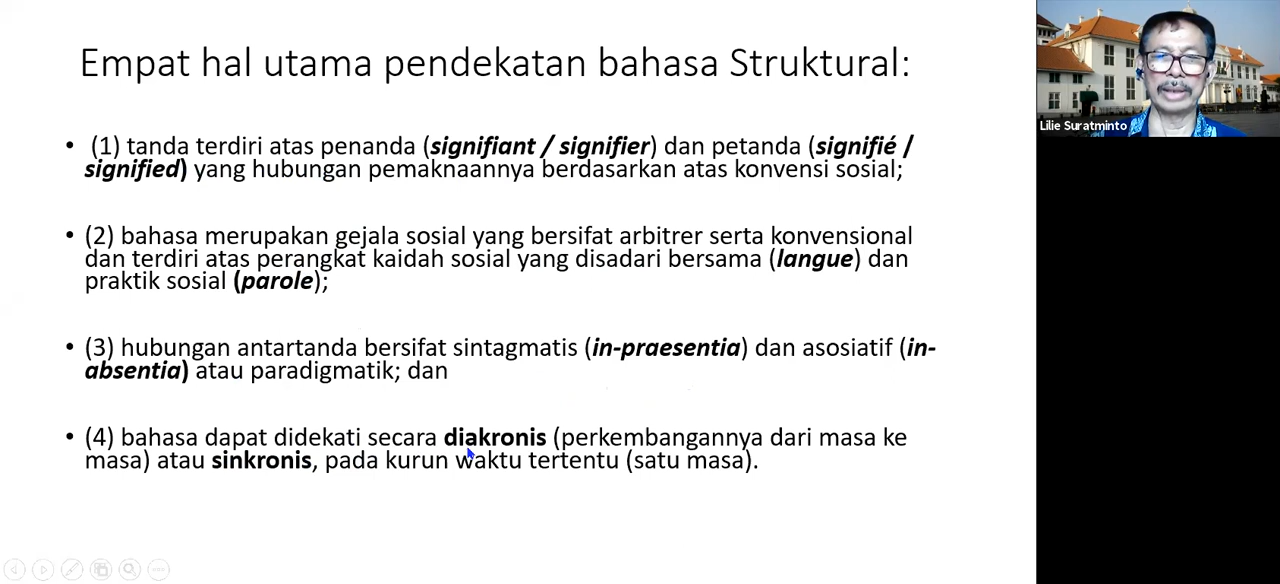 Empat hal utama pendekatan bahasa Struktural:
• (1) tanda terdiri atas penanda (signifiant / signifier) dan petanda (signifié /
signified) yang hubungan pemaknaannya berdasarkan atas konvensi sosial;
• (2) bahasa merupakan gejala sosial yang bersifat arbitrer serta konvensional
dan terdiri atas perangkat kaidah sosial yang disadari bersama (langue) dan
praktik sosial (parole);
• (3) hubungan antartanda bersifat sintagmatis (in-praesentia) dan asosiatif (in-
absentia) atau paradigmatik; dan
• (4) bahasa dapat didekati secara diakronis (perkembangannya dari masa ke
masa) atau sinkronis, pada kurun waktu tertentu (satu masa).
Lilie Suratminto